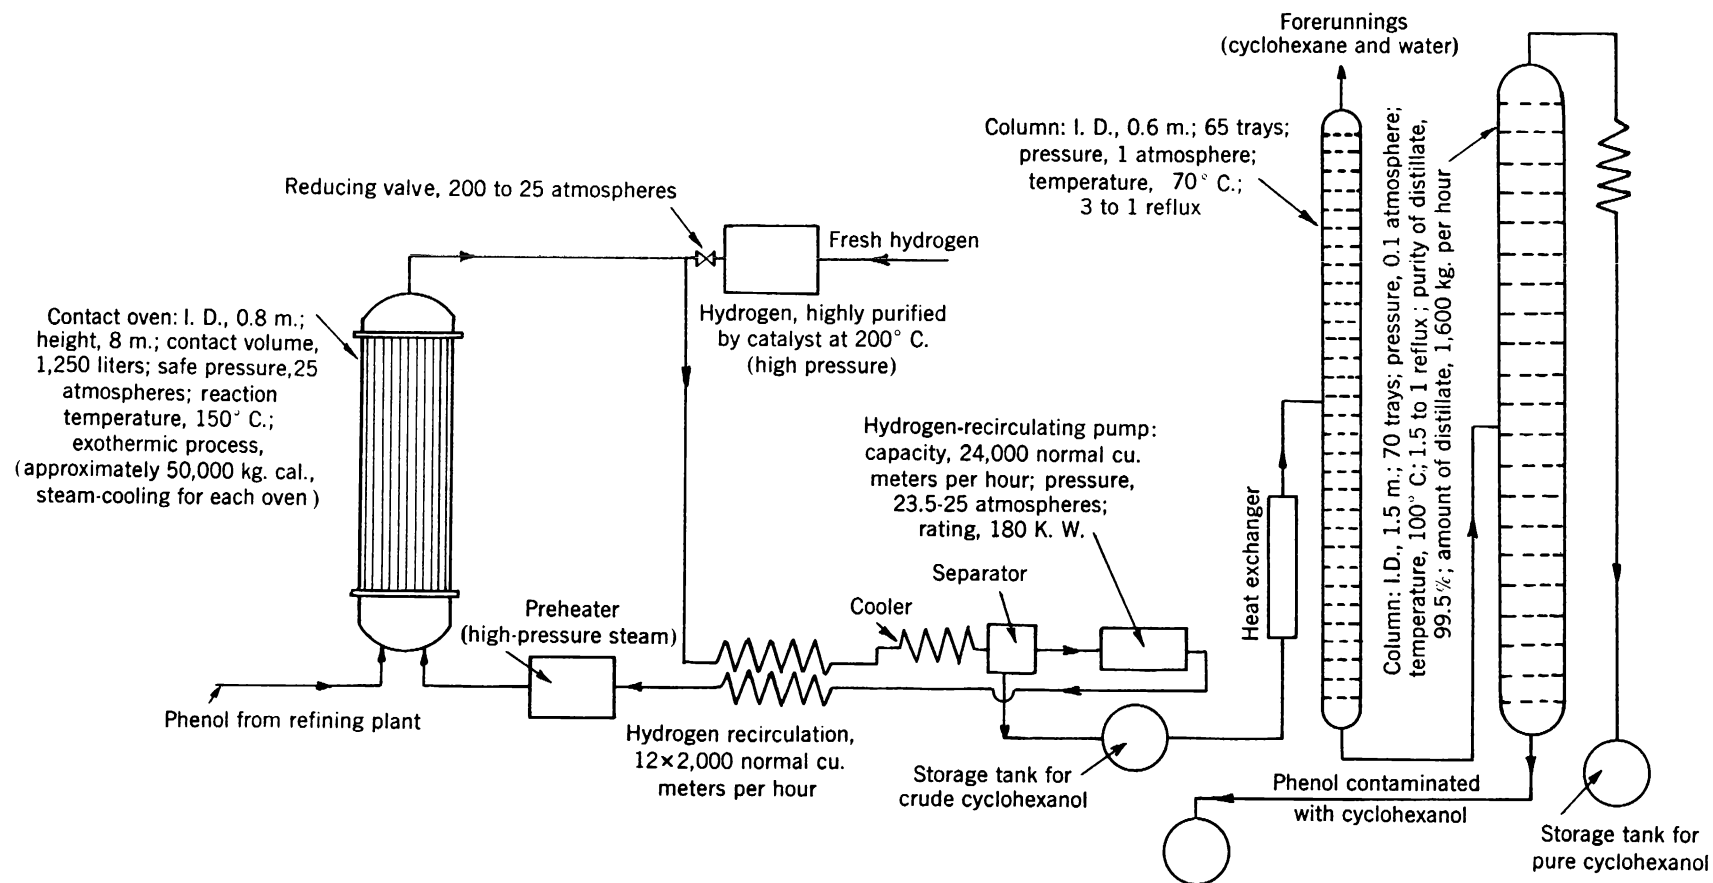 Forerunnings
(cyclohexane and water)
Column: I. D., 0.6 m.; 65 trays;
pressure, 1 atmosphere;
temperature, 70° C.;
3 to 1 reflux
Column: I.D., 1.5 m.; 70 trays; pressure, 0.1 atmosphere;
temperature, 100° C; 1.5 to 1 reflux; purity of distillate,
99.5%; amount of distillate, 1,600 kg. per hour
Reducing valve, 200 to 25 atmospheres
Fresh hydrogen
Hydrogen, highly purified
by catalyst at 200° C.
(high pressure)
Contact oven: I. D., 0.8 m.;
height, 8 m.; contact volume,
1,250 liters; safe pressure,25
atmospheres; reaction
temperature, 150° C.;
exothermic process,
(approximately 50,000 kg. cal.,
steam-cooling for each oven)
Hydrogen-recirculating pump:
capacity, 24,000 normal cu.
meters per hour; pressure,
23.5-25 atmospheres;
rating, 180 K. W.
Heat exchanger
Separator
Cooler
Preheater
(high-pressure steam)
Phenol from refining plant
Hydrogen recirculation,
12×2,000 normal cu.
meters per hour
Storage tank for
crude cyclohexanol
Phenol contaminated
with cyclohexanol
Storage tank for
pure cyclohexanol